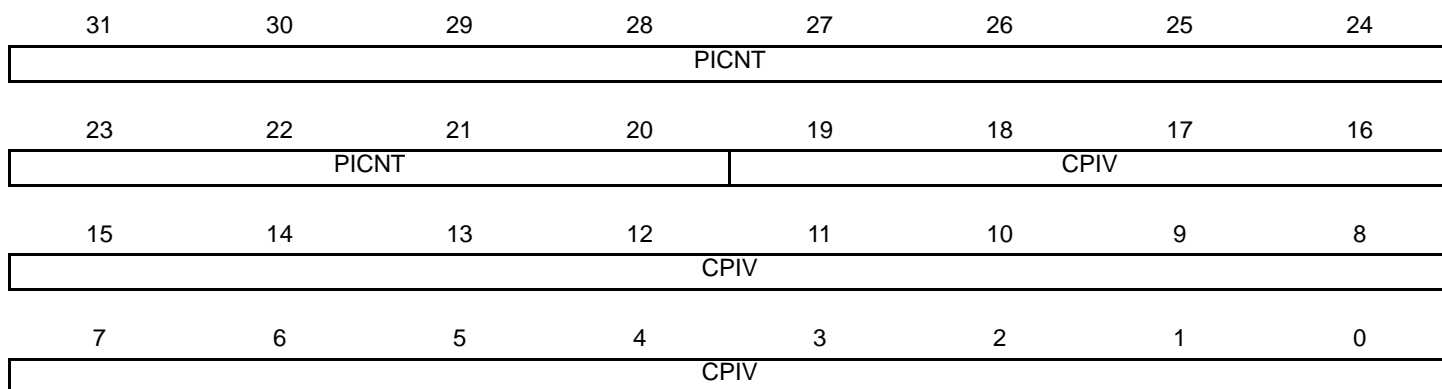 31 30 29 28 27 26 25 24
PICNT
23 22 21 20 19 18 17 16
PICNT CPIV
15 14 13 12 11 10 9 8
CPIV
7 6 5 4 3 2 1 0
CPIV